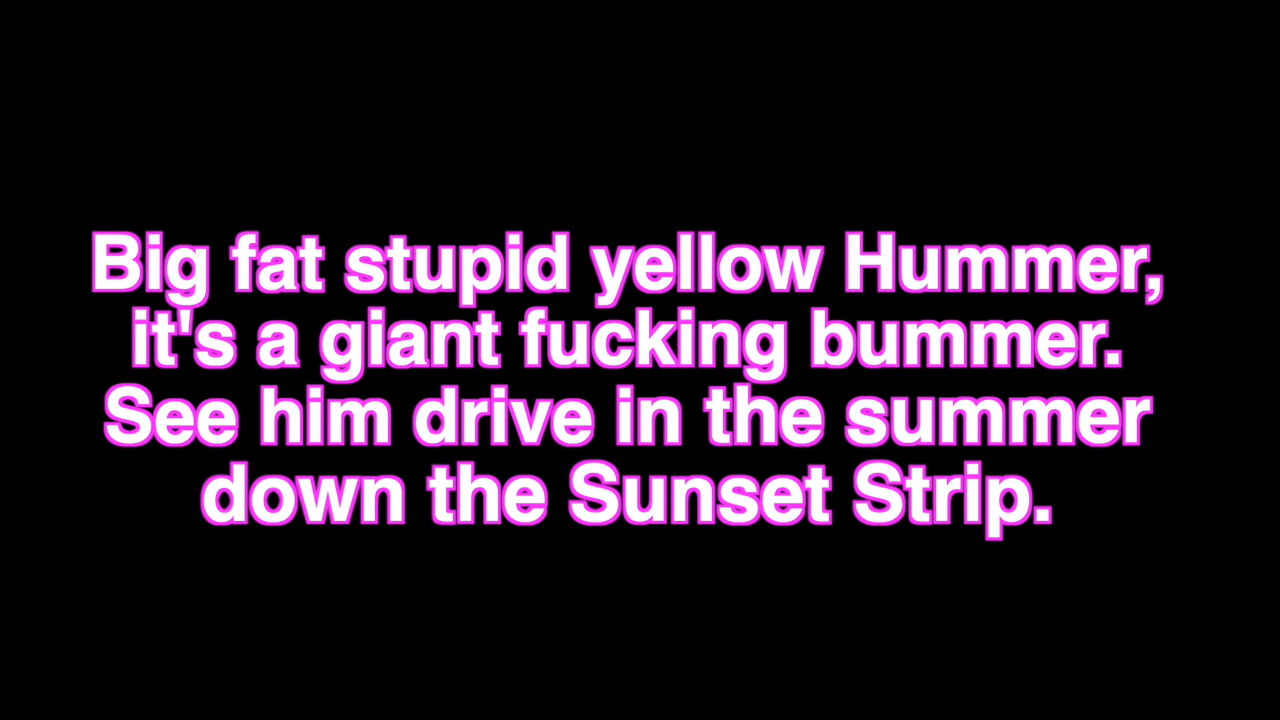 Big fat stupid yellow Hummer,
it's a giant fucking bummer.
See him drive in the summer
down the Sunset Strip.